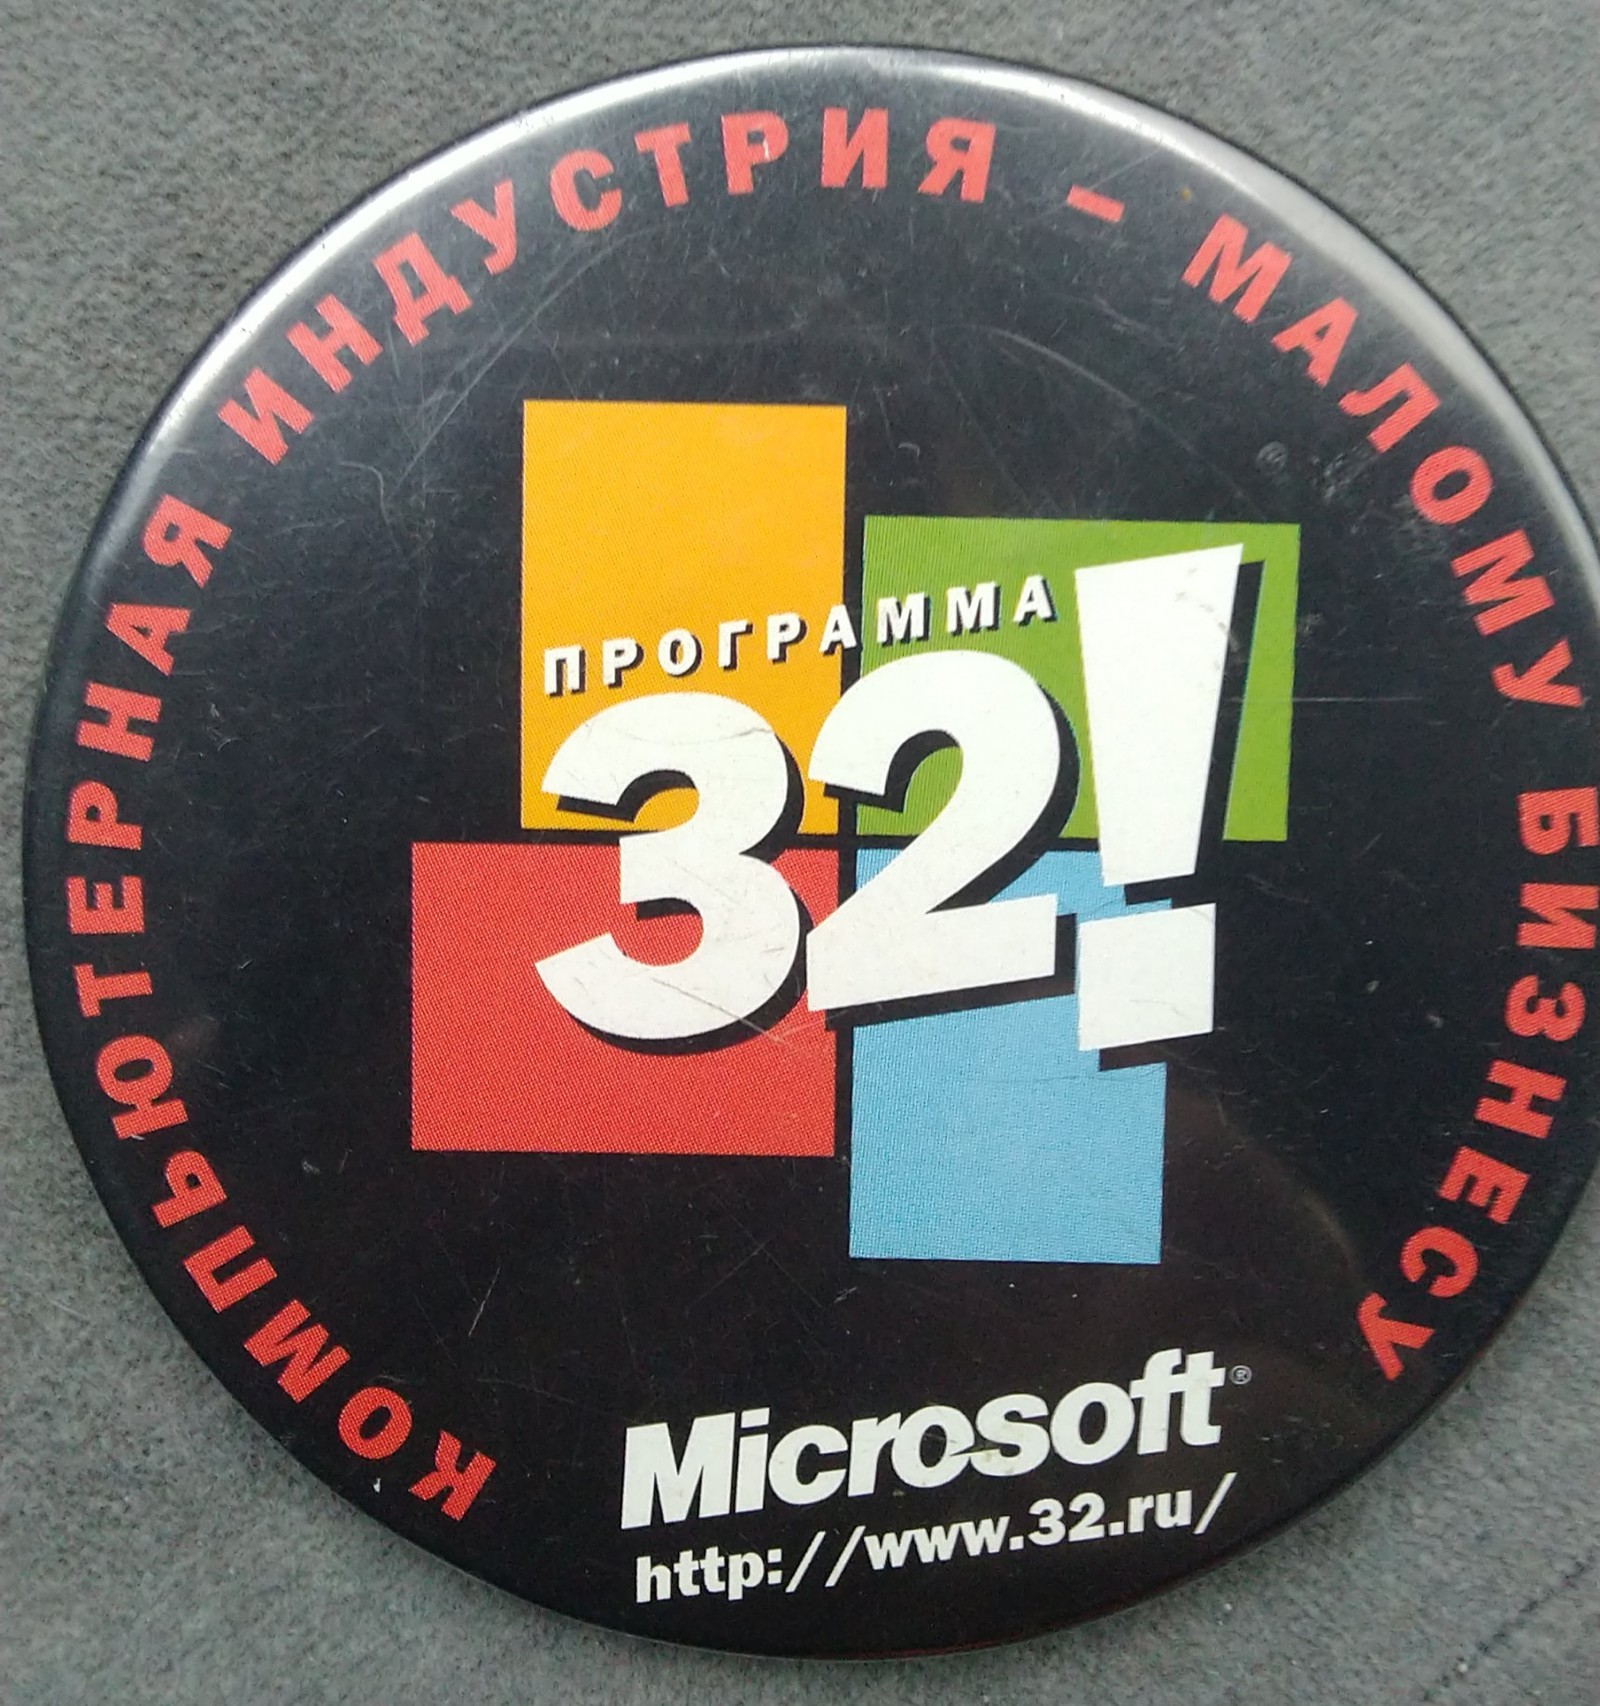 КОМПЬЮТЕРНАЯ ИНДУСТРИЯ - МАЛОМУ БИЗНЕСУ
ПРОГРАММА
32!
Microsoft®
http://www.32.ru/